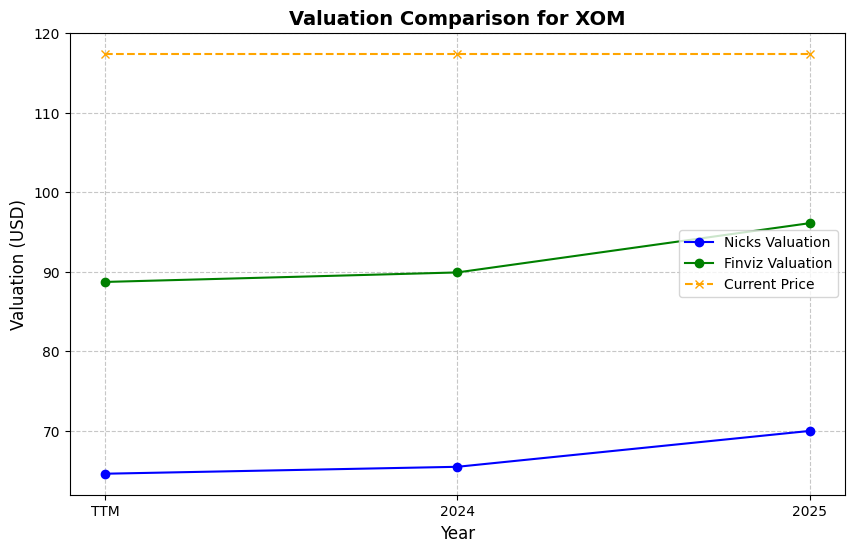 Valuation Comparison for XOM
Valuation (USD)
120
110
100
90
80
70
Nicks Valuation
Finviz Valuation
Current Price
TTM
2024
2025
Year